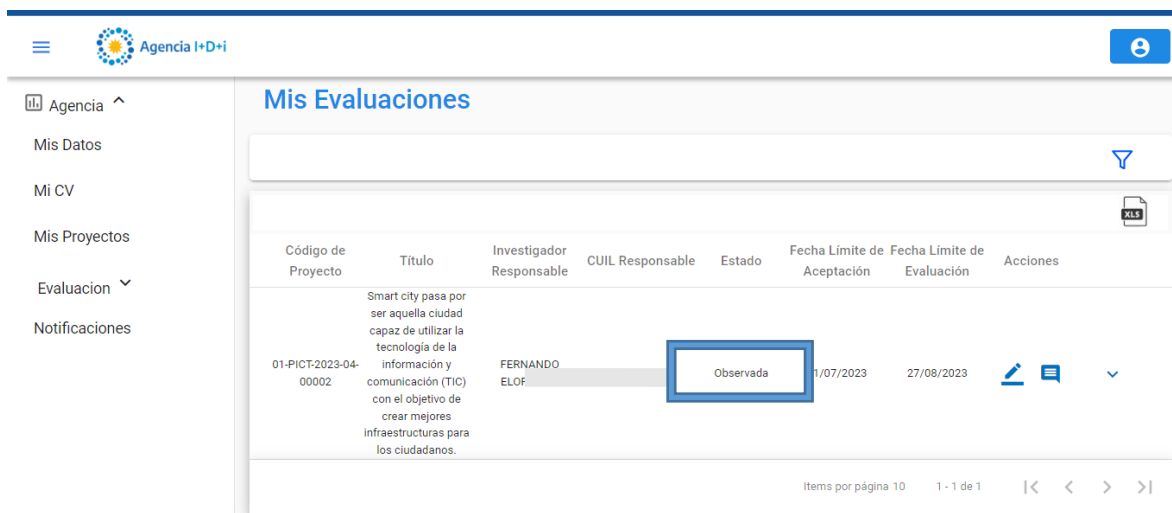 Agencia I+D+i
Agencia
Mis Datos
Mi CV
Mis Proyectos
Evaluacion
Notificaciones
Mis Evaluaciones
XLS
Código de Proyecto
Título
Investigador Responsable
CUIL Responsable
Estado
Fecha Límite de Aceptación
Fecha Límite de Evaluación
Acciones
01-PICT-2023-04-
00002
Smart city pasa por
ser aquella ciudad
capaz de utilizar la
tecnología de la
información y
comunicación (TIC)
con el objetivo de
crear mejores
infraestructuras para
los ciudadanos.
FERNANDO
Observada
1/07/2023
27/08/2023
Items por página 10
1 - 1 de 1